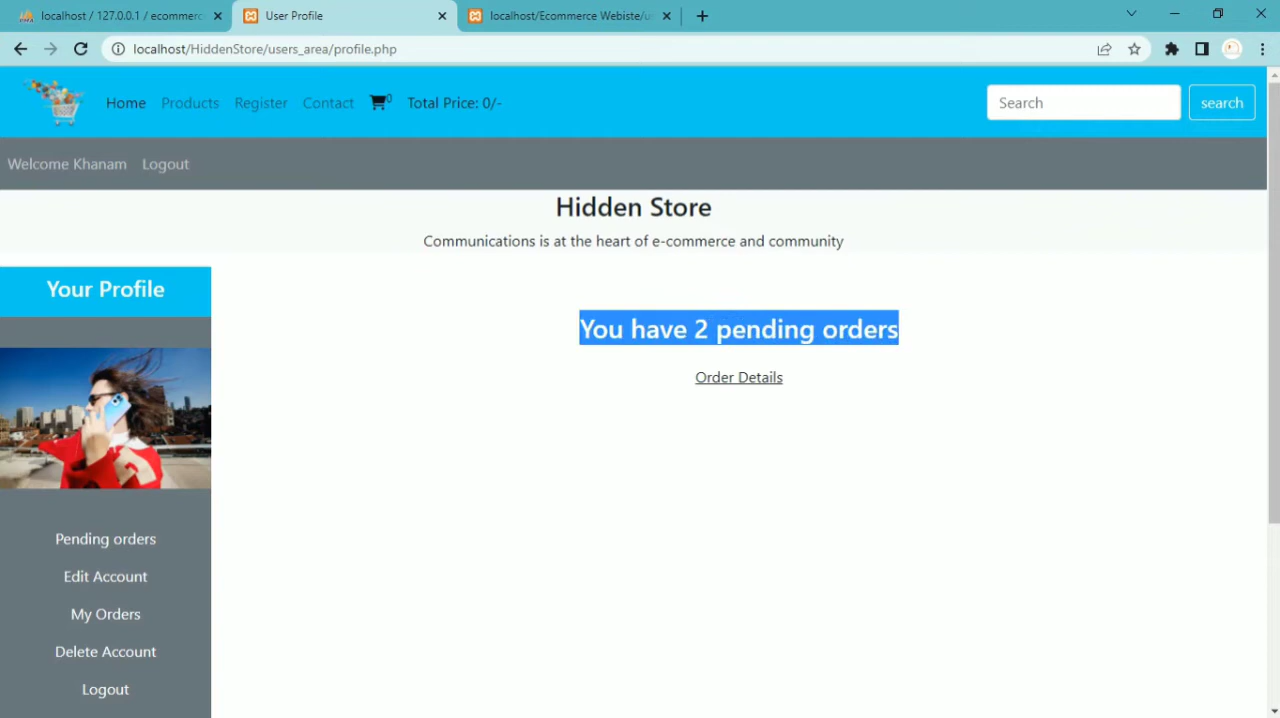 localhost / 127.0.0.1 / ecommerc
User Profile
localhost/Ecommerce Webiste/u
localhost/HiddenStore/users_area/profile.php
Home Products Register Contact 0 Total Price: 0/- Search search
Welcome Khanam Logout
Hidden Store
Communications is at the heart of e-commerce and community
Your Profile
You have 2 pending orders
Order Details
Pending orders
Edit Account
My Orders
Delete Account
Logout